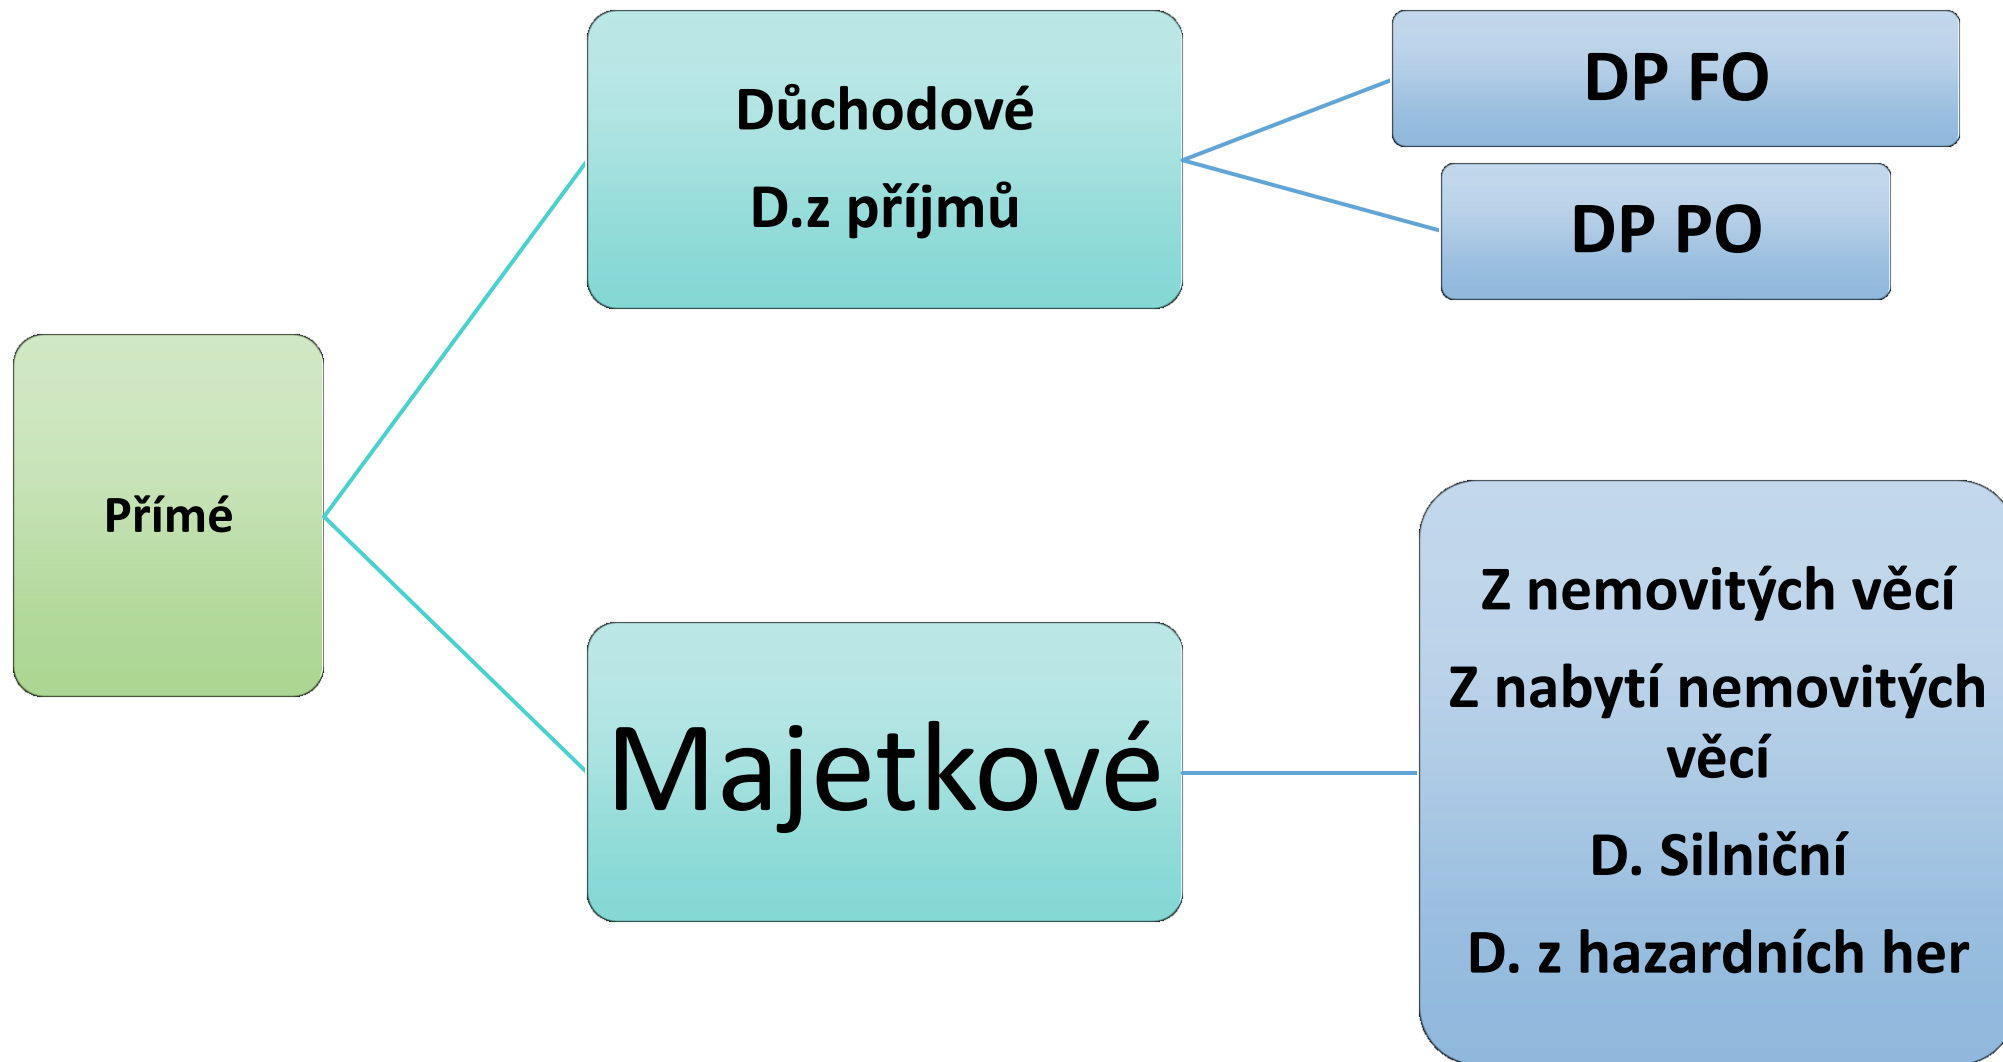 Důchodové
D.z příjmů
DP FO
DP PO
Přímé
Majetkové
Z nemovitých věcí
Z nabytí nemovitých
věcí
D. Silniční
D. z hazardních her